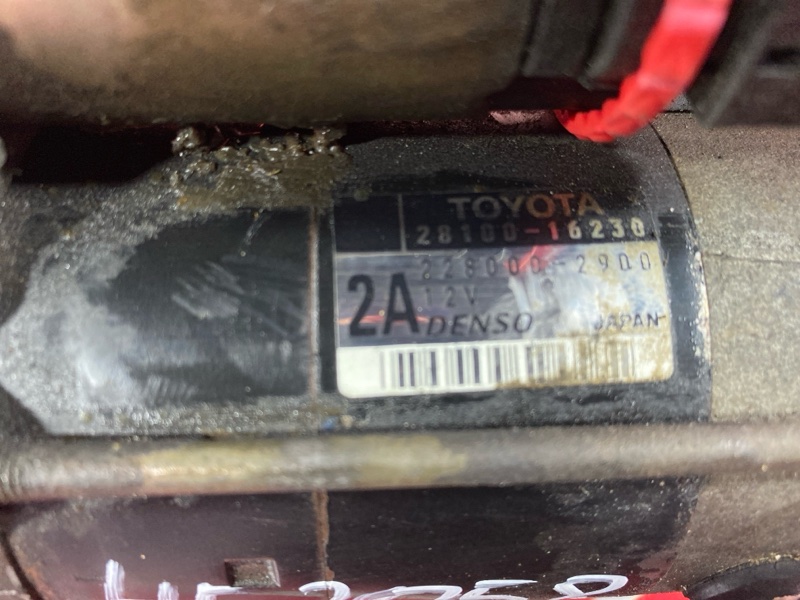 TOYOTA
28100-16230
228000-2900
12V
2A DENSO JAPAN